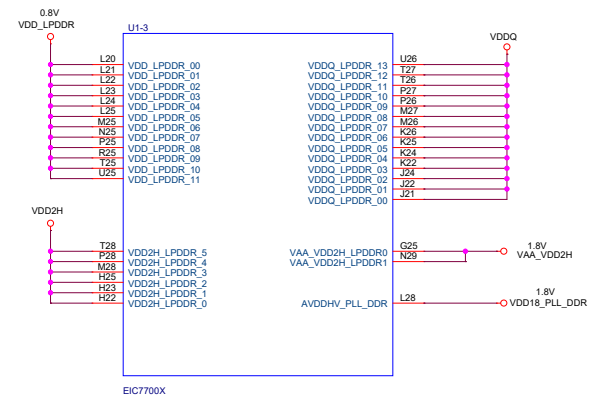 0.8V
VDD_LPDDR
U1-3
VDDQ
L20 VDD_LPDDR_00
L21 VDD_LPDDR_01
L22 VDD_LPDDR_02
L23 VDD_LPDDR_03
L24 VDD_LPDDR_04
L25 VDD_LPDDR_05
M25 VDD_LPDDR_06
N25 VDD_LPDDR_07
P25 VDD_LPDDR_08
R25 VDD_LPDDR_09
T25 VDD_LPDDR_10
U25 VDD_LPDDR_11
VDDQ_LPDDR_13 U26
VDDQ_LPDDR_12 T27
VDDQ_LPDDR_11 T26
VDDQ_LPDDR_10 P27
VDDQ_LPDDR_09 P26
VDDQ_LPDDR_08 M27
VDDQ_LPDDR_07 M26
VDDQ_LPDDR_06 K26
VDDQ_LPDDR_05 K25
VDDQ_LPDDR_04 K24
VDDQ_LPDDR_03 K22
VDDQ_LPDDR_02 J24
VDDQ_LPDDR_01 J22
VDDQ_LPDDR_00 J21
VDD2H
T28 VDD2H_LPDDR_5
P28 VDD2H_LPDDR_4
M28 VDD2H_LPDDR_3
H25 VDD2H_LPDDR_2
H23 VDD2H_LPDDR_1
H22 VDD2H_LPDDR_0
VAA_VDD2H_LPDDR0 G25
VAA_VDD2H_LPDDR1 N29
1.8V
VAA_VDD2H
AVDDHV_PLL_DDR L28
1.8V
VDD18_PLL_DDR
EIC7700X